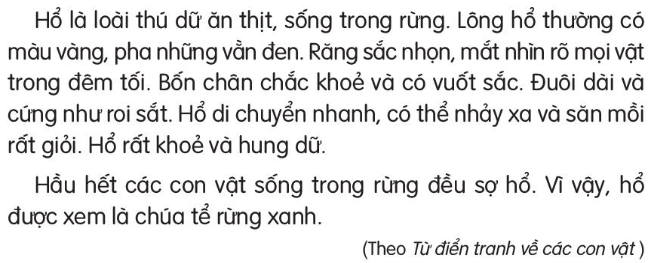 Hổ là loài thú dữ ăn thịt, sống trong rừng. Lông hổ thường có
màu vàng, pha những vằn đen. Răng sắc nhọn, mắt nhìn rõ mọi vật
trong đêm tối. Bốn chân chắc khoẻ và có vuốt sắc. Đuôi dài và
cứng như roi sắt. Hổ di chuyển nhanh, có thể nhảy xa và săn mồi
rất giỏi. Hổ rất khoẻ và hung dữ.
Hầu hết các con vật sống trong rừng đều sợ hổ. Vì vậy, hổ
được xem là chúa tể rừng xanh.
(Theo Từ điển tranh về các con vật)